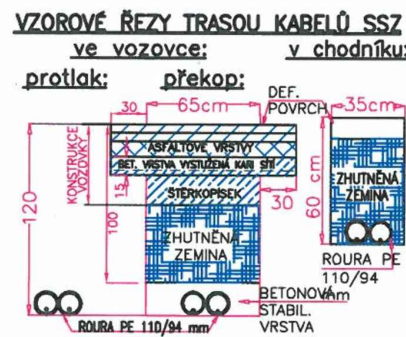 VZOROVÉ ŘEZY TRASOU KABELŮ SSZ
ve vozovce: v chodníku:
protlak: překop:
30 65cm DEF. POVRCH 35cm
KONSTRUKCE VOZOVKY
ASFALTOVÉ VRSTVY
BET. VRSTVA VYSTUŽENÁ KARI SÍTÍ
15
ŠTĚRKOPÍSEK
30
120
100
60 cm
ZHUTNĚNÁ ZEMINA
ZHUTNĚNÁ ZEMINA
ROURA PE 110/94 mm
BETONOVÁ STABIL. VRSTVA
ROURA PE 110/94 mm